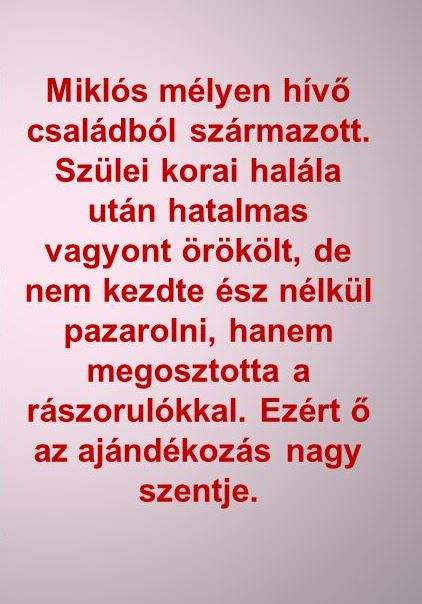 Miklós mélyen hívő
családból származott.
Szülei korai halála
után hatalmas
vagyont örökölt, de
nem kezdte ész nélkül
pazarolni, hanem
megosztotta a
rászorulókkal. Ezért ő
az ajándékozás nagy
szentje.